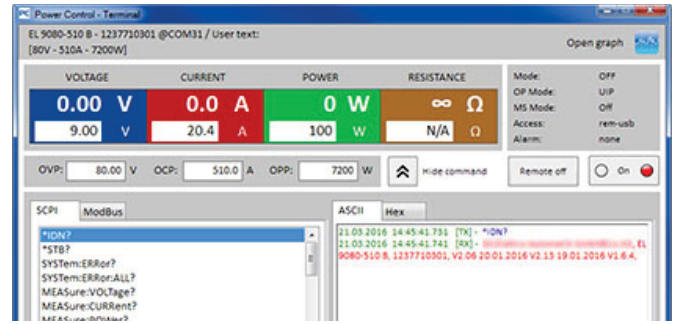 Power Control - Terminal
EL 9080-510 B - 1237710301 @COM31 / User text:
[80V - 510A - 7200W]
Open graph
VOLTAGE CURRENT POWER RESISTANCE
0.00 V 0.0 A 0 W ∞ Ω
9.00 V 20.4 A 100 W N/A Ω
Mode: OFF
OP Mode: UIP
MS Mode: Off
Access: rem-usb
Alarm: none
OVP: 80.00 V OCP: 510.0 A OPP: 7200 W Hide command Remote off On
SCPI ModBus
*IDN?
*STB?
SYSTem:ERRor?
SYSTem:ERRor:ALL?
MEASure:VOLTage?
MEASure:CURRent?
MEASure:POWer?
ASCII Hex
21.03.2016 14:45:41.731 [TX] - *IDN?
21.03.2016 14:45:41.741 [RX] - , EL
9080-510 B, 1237710301, V2.06 20.01.2016 V2.13 19.01.2016 V1.6.4,